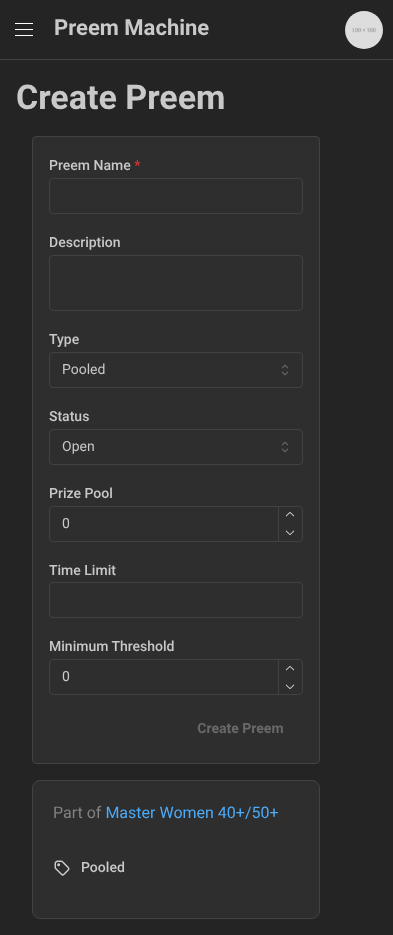 Preem Machine
100 × 100
Create Preem
Preem Name *
Description
Type
Pooled
Status
Open
Prize Pool
0
Time Limit
Minimum Threshold
0
Create Preem
Part of Master Women 40+/50+
Pooled